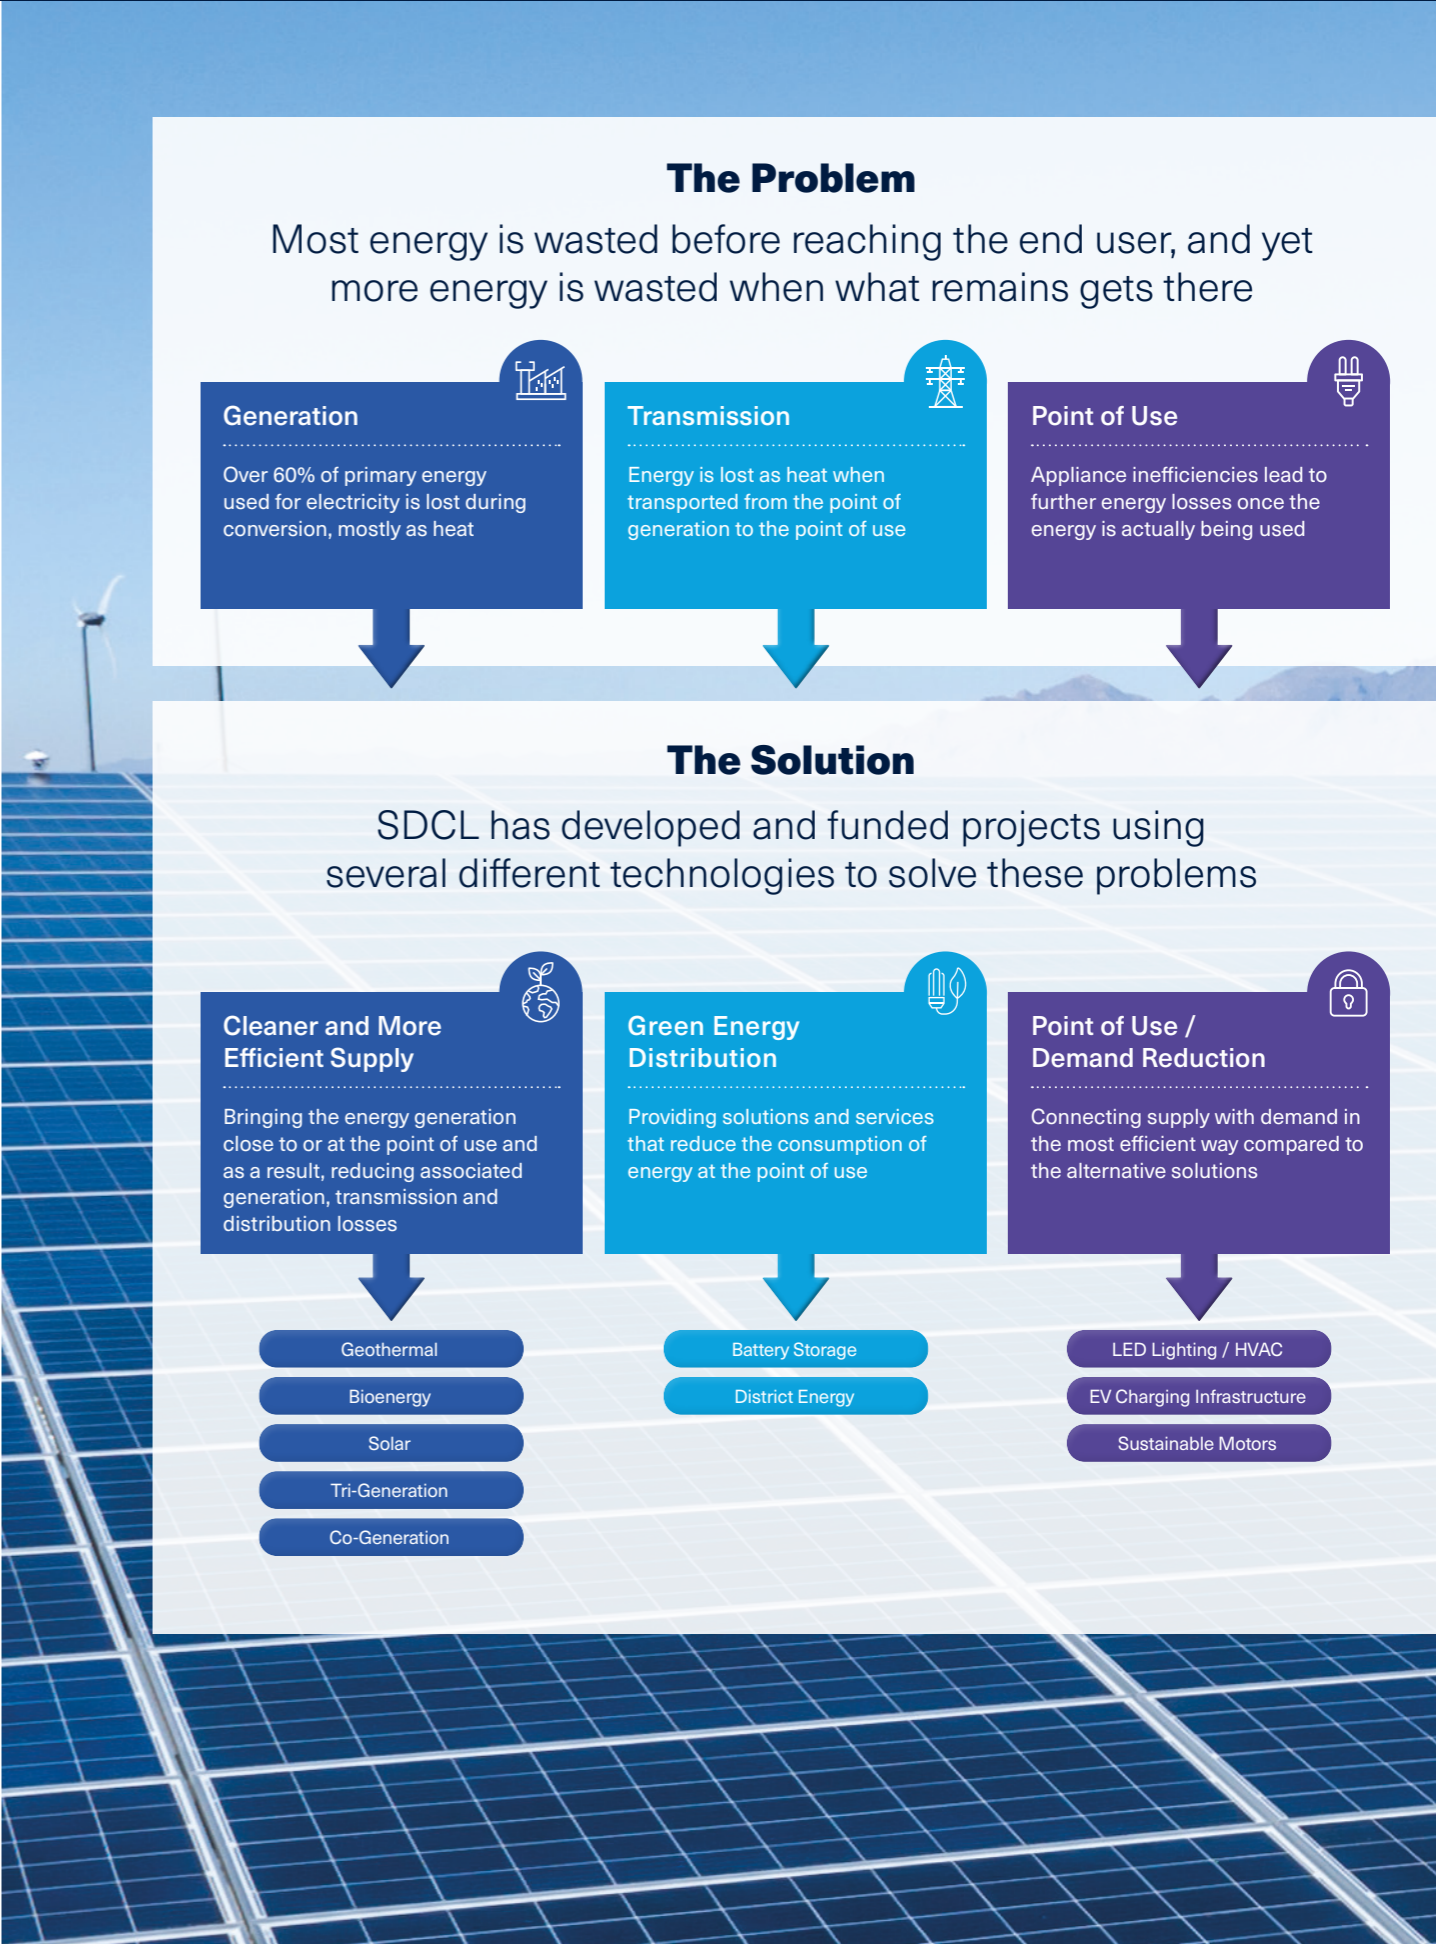 The Problem
Most energy is wasted before reaching the end user, and yet
more energy is wasted when what remains gets there
Generation
Over 60% of primary energy
used for electricity is lost during
conversion, mostly as heat
Transmission
Energy is lost as heat when
transported from the point of
generation to the point of use
Point of Use
Appliance inefficiencies lead to
further energy losses once the
energy is actually being used
The Solution
SDCL has developed and funded projects using
several different technologies to solve these problems
Cleaner and More
Efficient Supply
Bringing the energy generation
close to or at the point of use and
as a result, reducing associated
generation, transmission and
distribution losses
Geothermal
Bioenergy
Solar
Tri-Generation
Co-Generation
Green Energy
Distribution
Providing solutions and services
that reduce the consumption of
energy at the point of use
Battery Storage
District Energy
Point of Use /
Demand Reduction
Connecting supply with demand in
the most efficient way compared to
the alternative solutions
LED Lighting / HVAC
EV Charging Infrastructure
Sustainable Motors